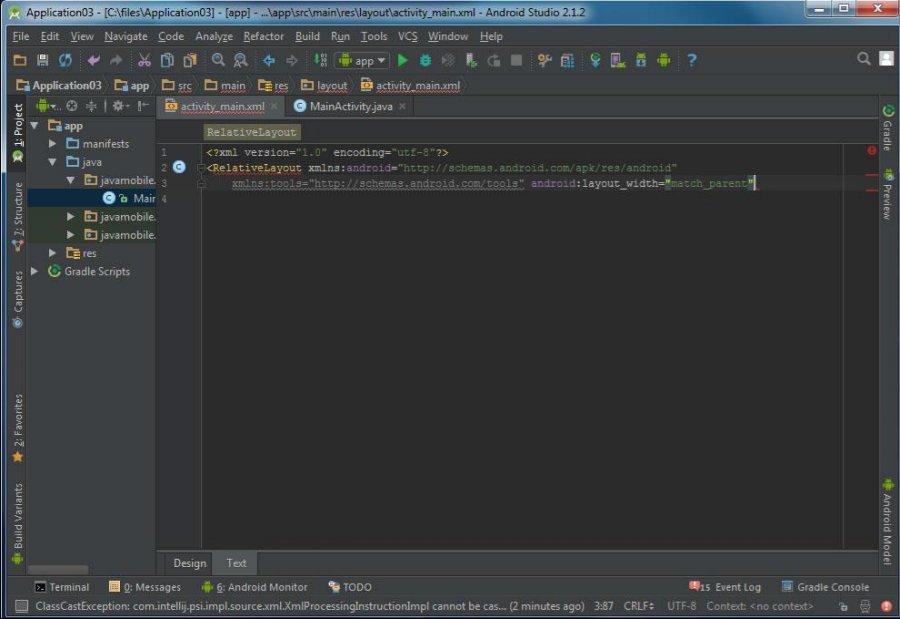 Application03 - [C:\files\Application03] - [app] - ...\app\src\main\res\layout\activity_main.xml - Android Studio 2.1.2
File Edit View Navigate Code Analyze Refactor Build Run Tools VCS Window Help
app
Application03 app src main res layout activity_main.xml
activity_main.xml MainActivity.java
1: Project
7: Structure
Captures
2: Favorites
Build Variants
app
manifests
java
javamobile.
Main
javamobile.
javamobile.
res
Gradle Scripts
RelativeLayout
1 <?xml version="1.0" encoding="utf-8"?>
2 <RelativeLayout xmlns:android="http://schemas.android.com/apk/res/android"
3 xmlns:tools="http://schemas.android.com/tools" android:layout_width="match_parent"
4
Gradle
Preview
Android Model
Design Text
Terminal 0: Messages 6: Android Monitor TODO 15 Event Log Gradle Console
ClassCastException: com.intellij.psi.impl.source.xml.XmlProcessingInstructionImpl cannot be cas... (2 minutes ago) 3:87 CRLF UTF-8 Context: <no context>